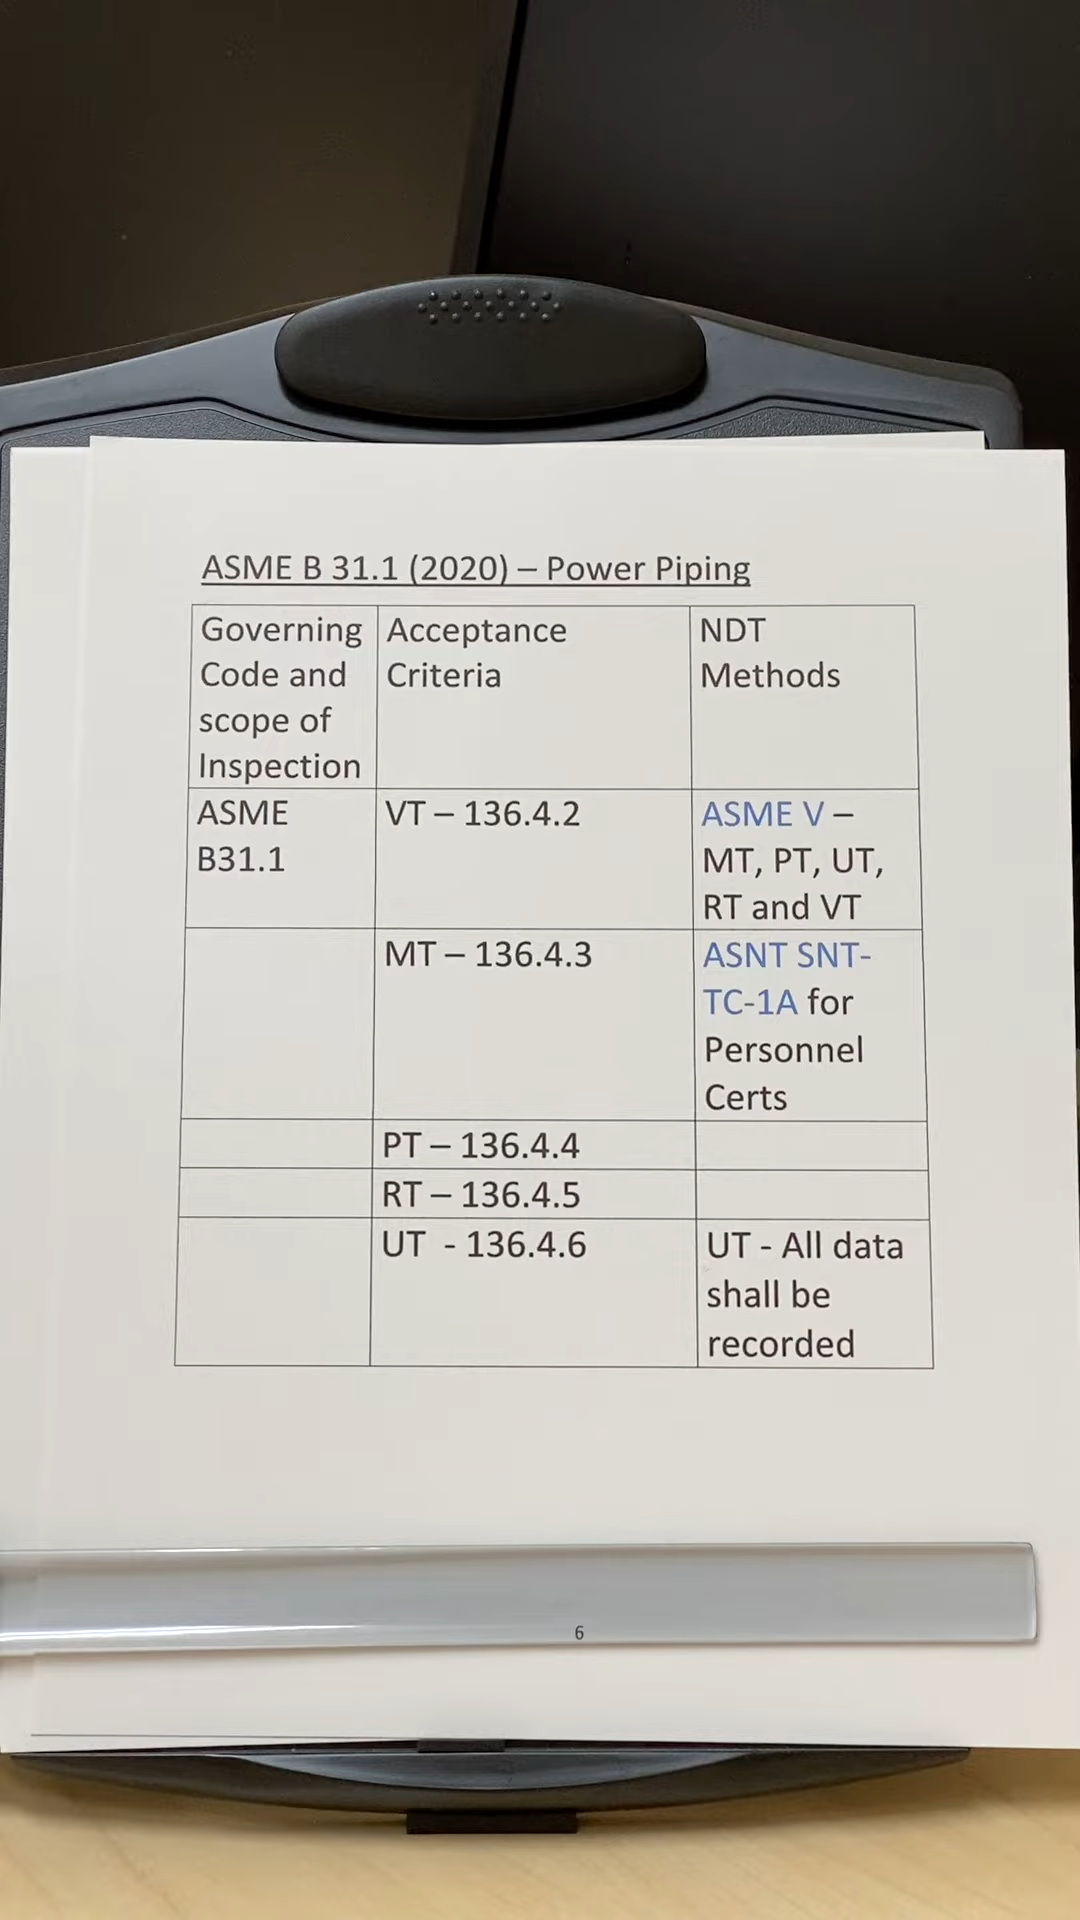 ASME B 31.1 (2020) – Power Piping
Governing
Code and
scope of
Inspection
Acceptance
Criteria
NDT
Methods
ASME
B31.1
VT – 136.4.2
ASME V –
MT, PT, UT,
RT and VT
MT – 136.4.3
ASNT SNT-
TC-1A for
Personnel
Certs
PT – 136.4.4
RT – 136.4.5
UT - 136.4.6
UT - All data
shall be
recorded
6